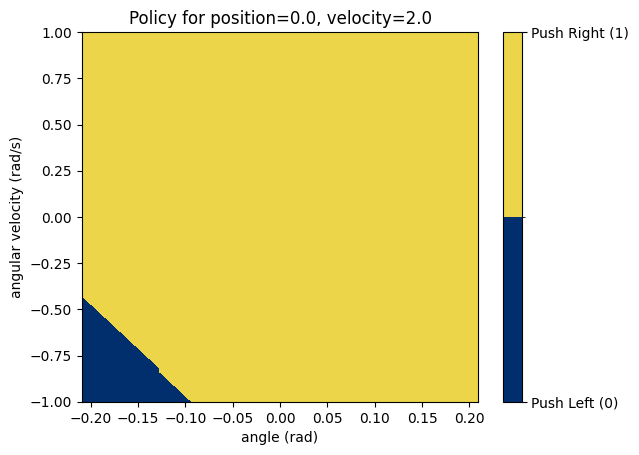 Policy for position=0.0, velocity=2.0
1.00
0.75
0.50
0.25
0.00
−0.25
−0.50
−0.75
−1.00
angular velocity (rad/s)
−0.20 −0.15 −0.10 −0.05 0.00 0.05 0.10 0.15 0.20
angle (rad)
Push Right (1)
Push Left (0)